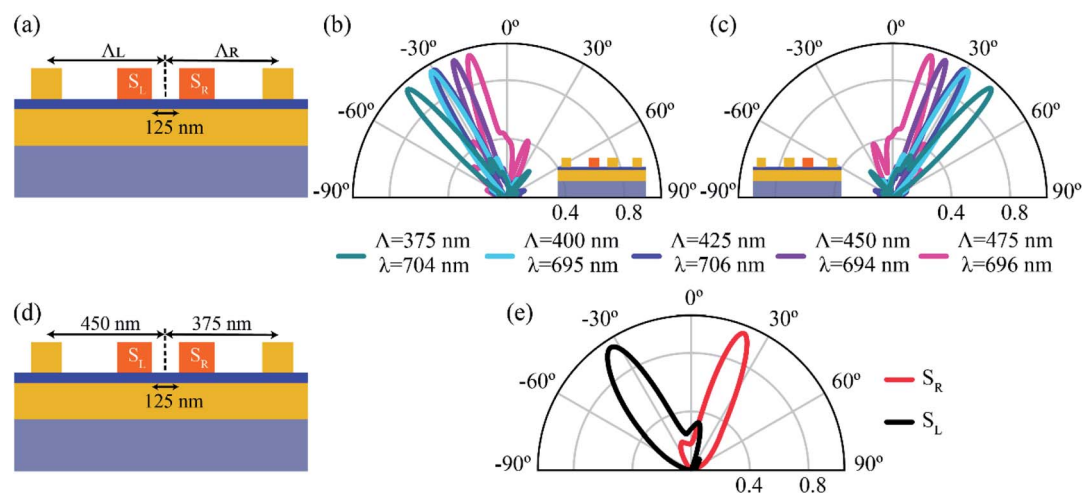 (a)
ΛL
ΛR
SL
SR
125 nm
(b)
0º
-30º
30º
-60º
60º
-90º
90º
0.4
0.8
(c)
0º
-30º
30º
-60º
60º
-90º
90º
0.4
0.8
Λ=375 nm
λ=704 nm
Λ=400 nm
λ=695 nm
Λ=425 nm
λ=706 nm
Λ=450 nm
λ=694 nm
Λ=475 nm
λ=696 nm
(d)
450 nm
375 nm
SL
SR
125 nm
(e)
0º
-30º
30º
-60º
60º
-90º
90º
0.4
0.8
SR
SL